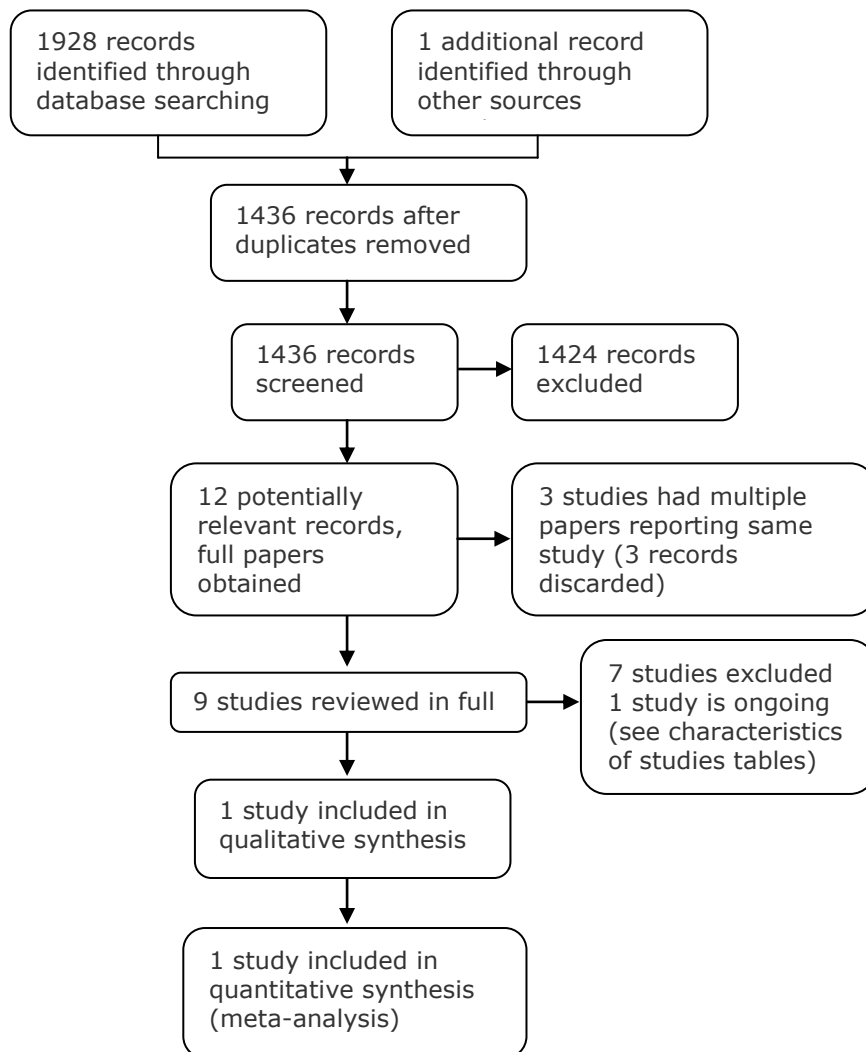 1928 records
identified through
database searching
1 additional record
identified through
other sources
1436 records after
duplicates removed
1436 records
screened
1424 records
excluded
12 potentially
relevant records,
full papers
obtained
3 studies had multiple
papers reporting same
study (3 records
discarded)
9 studies reviewed in full
7 studies excluded
1 study is ongoing
(see characteristics
of studies tables)
1 study included in
qualitative synthesis
1 study included in
quantitative synthesis
(meta-analysis)